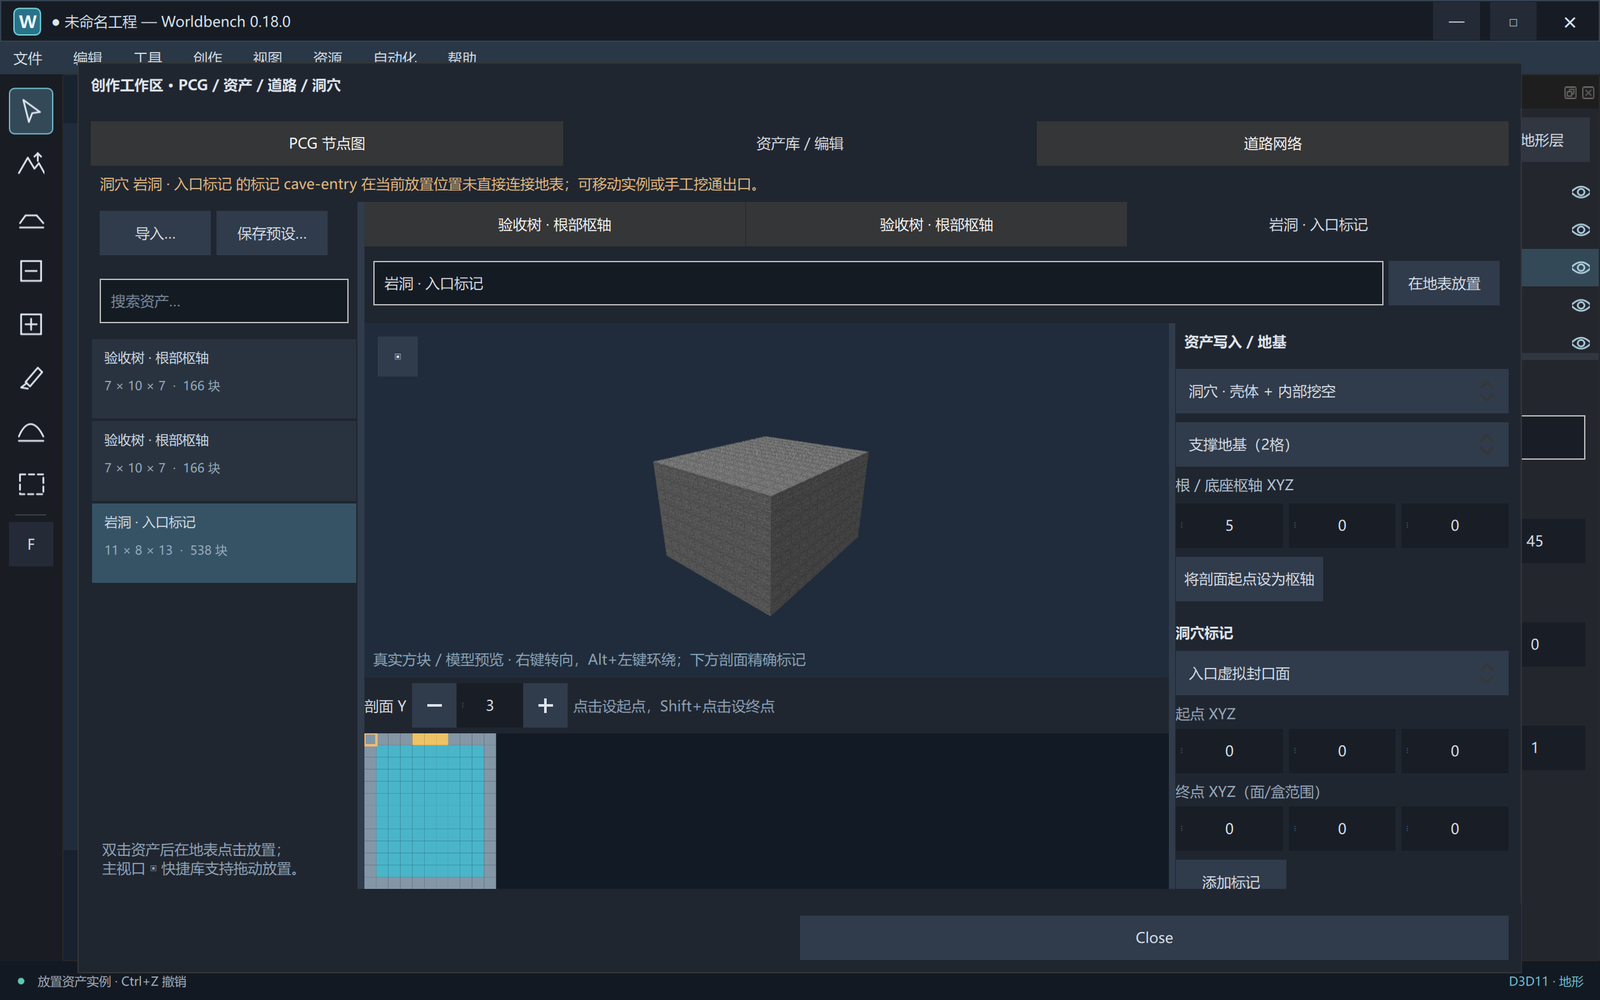 W ● 未命名工程 — Worldbench 0.18.0
文件 编辑 工具 创作 视图 资源 自动化 帮助
创作工作区 • PCG / 资产 / 道路 / 洞穴
PCG 节点图 资产库 / 编辑 道路网络
地形层
洞穴 岩洞 · 入口标记 的标记 cave-entry 在当前放置位置未直接连接地表；可移动实例或手工挖通出口。
导入... 保存预设...
验收树 · 根部枢轴 验收树 · 根部枢轴 岩洞 · 入口标记
搜索资产...
岩洞 · 入口标记 在地表放置
验收树 · 根部枢轴
7 × 10 × 7 · 166 块
验收树 · 根部枢轴
7 × 10 × 7 · 166 块
岩洞 · 入口标记
11 × 8 × 13 · 538 块
F
双击资产后在地表点击放置；
主视口 ▣ 快捷库支持拖动放置。
真实方块 / 模型预览 · 右键转向，Alt+左键环绕；下方剖面精确标记
剖面 Y − 3 + 点击设起点，Shift+点击设终点
资产写入 / 地基
洞穴 · 壳体 + 内部挖空
支撑地基（2格）
根 / 底座枢轴 XYZ
5 0 0
将剖面起点设为枢轴
洞穴标记
入口虚拟封口面
起点 XYZ
0 0 0
终点 XYZ（面/盒范围）
0 0 0
添加标记
45
0
1
Close
● 放置资产实例 · Ctrl+Z 撤销
D3D11 · 地形